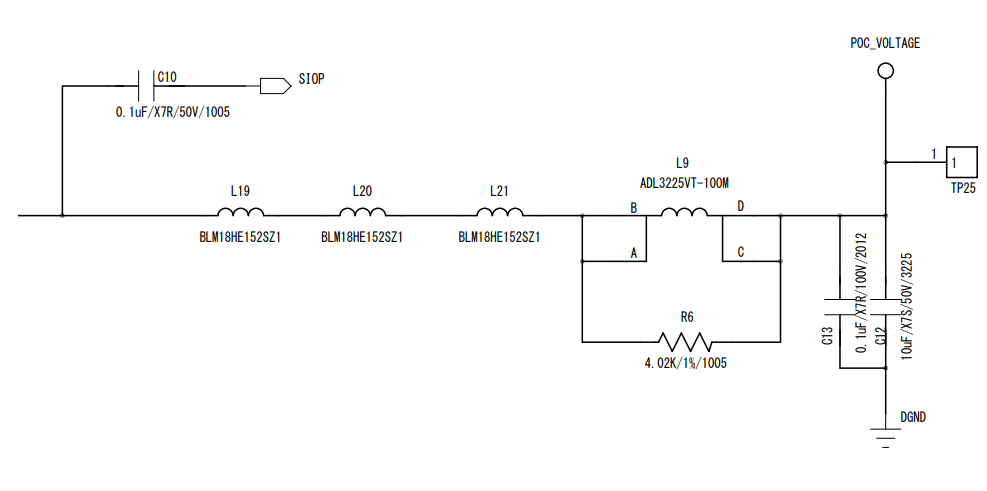 POC_VOLTAGE
C10
SIOP
0.1uF/X7R/50V/1005
1
1
TP25
L9
ADL3225VT-100M
L19
L20
L21
B
D
BLM18HE152SZ1
BLM18HE152SZ1
BLM18HE152SZ1
A
C
R6
4.02K/1%/1005
C13
0.1uF/X7R/100V/2012
C12
10uF/X7S/50V/3225
DGND